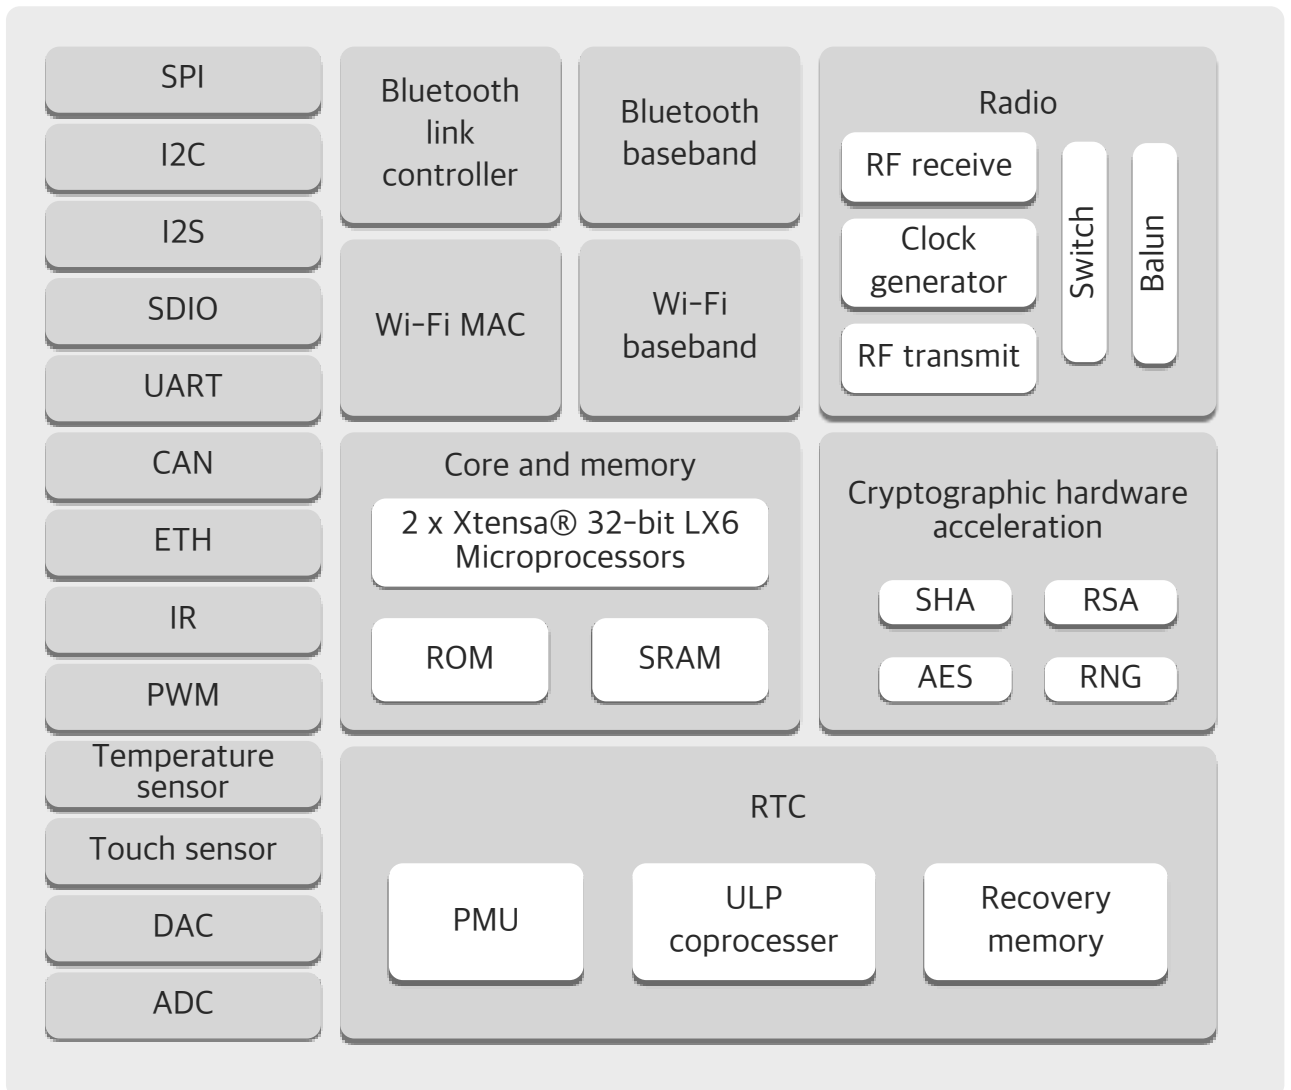 SPI
I2C
I2S
SDIO
UART
CAN
ETH
IR
PWM
Temperature
sensor
Touch sensor
DAC
ADC
Bluetooth
link
controller
Bluetooth
baseband
Wi-Fi MAC
Wi-Fi
baseband
Radio
RF receive
Clock
generator
RF transmit
Switch
Balun
Core and memory
2 x Xtensa® 32-bit LX6
Microprocessors
ROM
SRAM
Cryptographic hardware
acceleration
SHA
RSA
AES
RNG
RTC
PMU
ULP
coprocesser
Recovery
memory